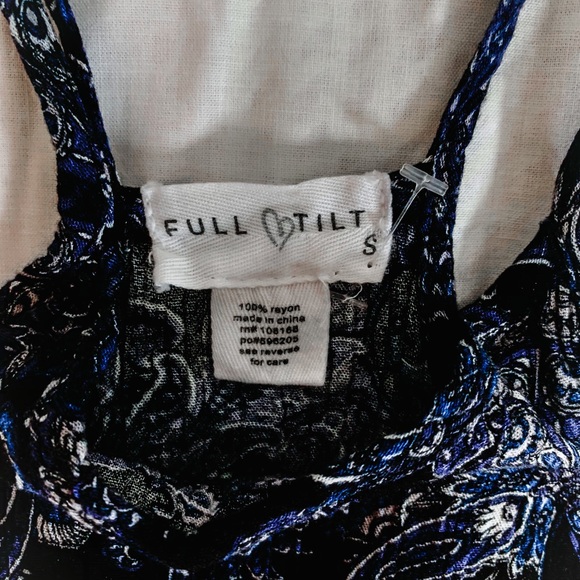 FULL TILT
S
100% rayon
made in china
rn# 108168
po#596205
see reverse
for care